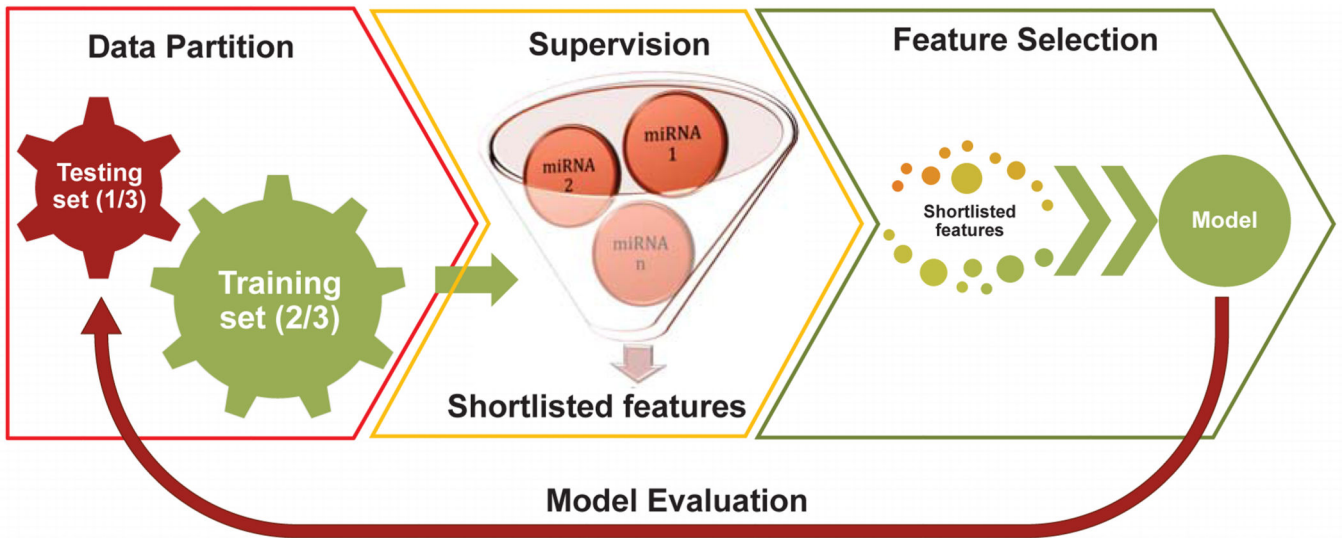 Data Partition
Testing
set (1/3)
Training
set (2/3)
Supervision
miRNA
1
miRNA
2
miRNA
n
Shortlisted features
Feature Selection
Shortlisted
features
Model
Model Evaluation